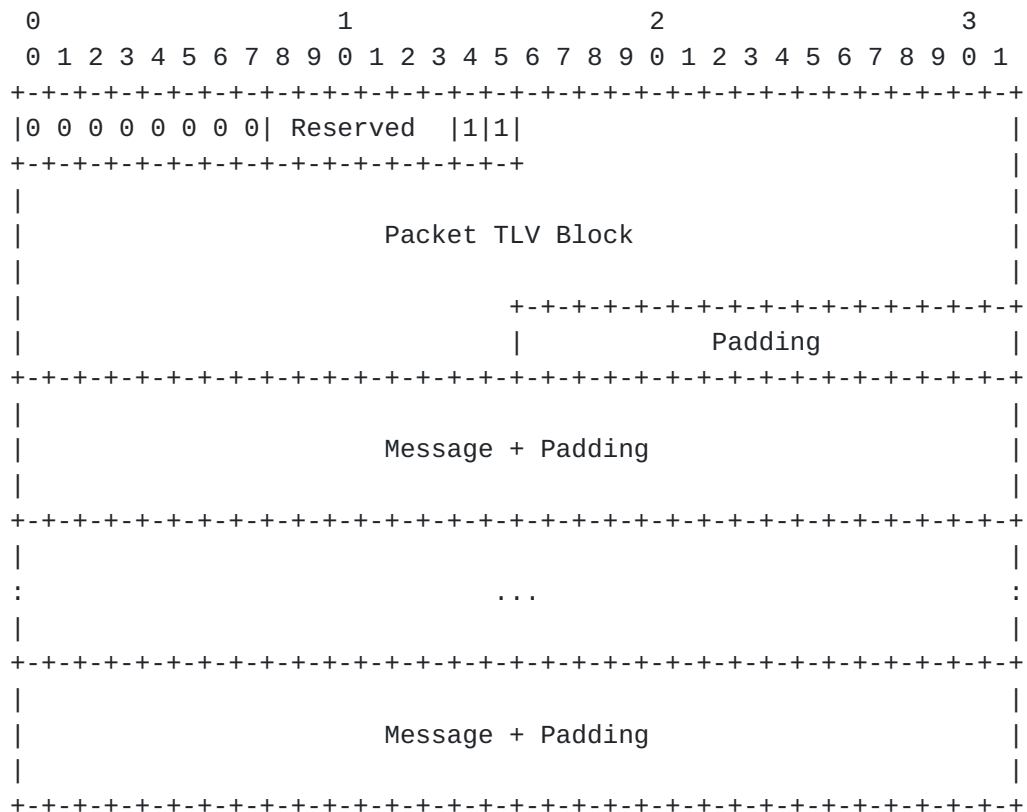 0                   1                   2                   3
 0 1 2 3 4 5 6 7 8 9 0 1 2 3 4 5 6 7 8 9 0 1 2 3 4 5 6 7 8 9 0 1
+-+-+-+-+-+-+-+-+-+-+-+-+-+-+-+-+-+-+-+-+-+-+-+-+-+-+-+-+-+-+-+-+
|0 0 0 0 0 0 0 0| Reserved  |1|1|                               |
+-+-+-+-+-+-+-+-+-+-+-+-+-+-+-+-+                               |
|                                                               |
|                       Packet TLV Block                        |
|                                                               |
|                               +-+-+-+-+-+-+-+-+-+-+-+-+-+-+-+-+
|                               |            Padding            |
+-+-+-+-+-+-+-+-+-+-+-+-+-+-+-+-+-+-+-+-+-+-+-+-+-+-+-+-+-+-+-+-+
|                                                               |
|                       Message + Padding                       |
|                                                               |
+-+-+-+-+-+-+-+-+-+-+-+-+-+-+-+-+-+-+-+-+-+-+-+-+-+-+-+-+-+-+-+-+
|                                                               |
:                              ...                              :
|                                                               |
+-+-+-+-+-+-+-+-+-+-+-+-+-+-+-+-+-+-+-+-+-+-+-+-+-+-+-+-+-+-+-+-+
|                                                               |
|                       Message + Padding                       |
|                                                               |
+-+-+-+-+-+-+-+-+-+-+-+-+-+-+-+-+-+-+-+-+-+-+-+-+-+-+-+-+-+-+-+-+